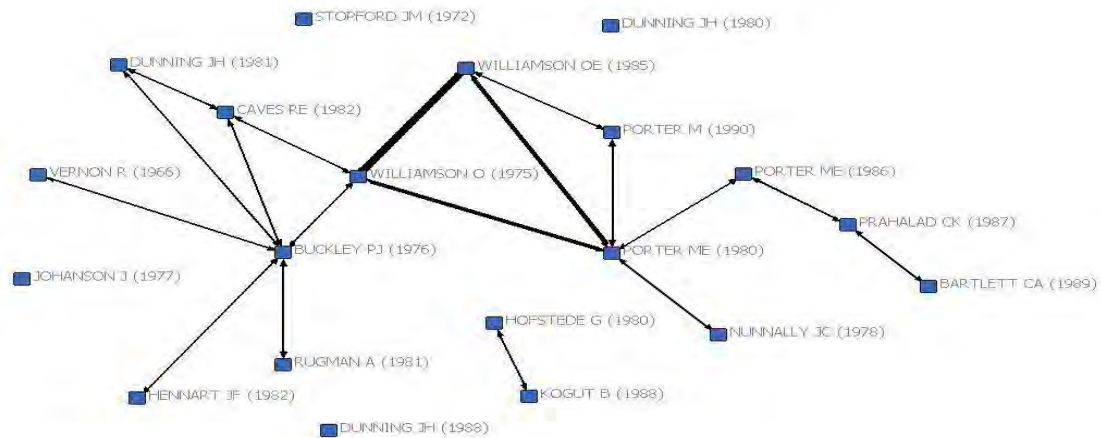 STOPFORD JM (1972)
DUNNING JH (1980)
DUNNING JH (1981)
WILLIAMSON OE (1985)
CAVES RE (1982)
PORTER M (1990)
VERNON R (1966)
WILLIAMSON O (1975)
PORTER ME (1986)
PRAHALAD CK (1987)
BUCKLEY PJ (1976)
PORTER ME (1980)
JOHANSON J (1977)
BARTLETT CA (1989)
HOFSTEDE G (1980)
NUNNALLY JC (1978)
RUGMAN A (1981)
HENNART JF (1982)
KOGUT B (1988)
DUNNING JH (1988)